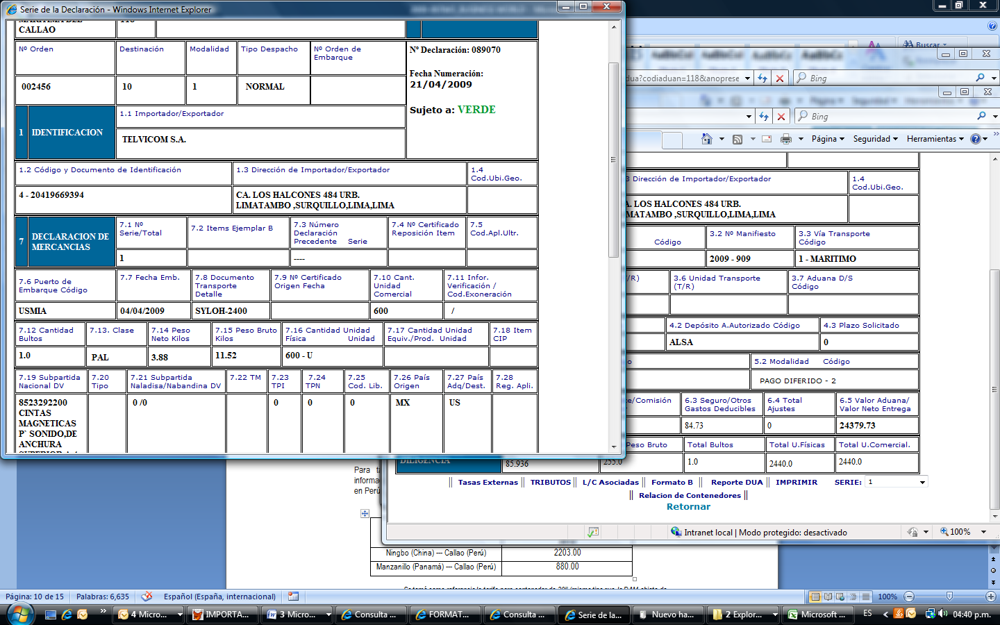 Serie de la Declaración - Windows Internet Explorer
CALLAO
Nº Orden
Destinación
Modalidad
Tipo Despacho
Nº Orden de
Embarque
Nº Declaración: 089070
Fecha Numeración:
21/04/2009
002456
10
1
NORMAL
Sujeto a: VERDE
1 IDENTIFICACION
1.1 Importador/Exportador
TELVICOM S.A.
1.2 Código y Documento de Identificación
1.3 Dirección de Importador/Exportador
1.4
Cod.Ubi.Geo.
4 - 20419669394
CA. LOS HALCONES 484 URB.
LIMATAMBO ,SURQUILLO,LIMA,LIMA
7 DECLARACION DE
MERCANCIAS
7.1 Nº
Serie/Total
7.2 Items Ejemplar B
7.3 Número
Declaración
Precedente Serie
7.4 Nº Certificado
Reposición Item
7.5
Cod.Apl.Ultr.
1
----
7.6 Puerto de
Embarque Código
7.7 Fecha Emb.
7.8 Documento
Transporte
Detalle
7.9 Nº Certificado
Origen Fecha
7.10 Cant.
Unidad
Comercial
7.11 Infor.
Verificación /
Cod.Exoneración
USMIA
04/04/2009
SYLOH-2400
600
/
7.12 Cantidad
Bultos
7.13. Clase
7.14 Peso
Neto Kilos
7.15 Peso Bruto
Kilos
7.16 Cantidad Unidad
Física Unidad
7.17 Cantidad Unidad
Equiv./Prod. Unidad
7.18 Item
CIP
1.0
PAL
3.88
11.52
600 - U
7.19 Subpartida
Nacional DV
7.20
Tipo
7.21 Subpartida
Naladisa/Nabandina DV
7.22 TM
7.23
TPI
7.24
TPN
7.25
Cod. Lib.
7.26 País
Origen
7.27 País
Adq/Dest.
7.28
Reg. Apli.
8523292200
CINTAS
MAGNETICAS
P` SONIDO,DE
ANCHURA
0 /0
0
0
0
MX
US
Buscar
dua?codiaduan=118&anoprese
Bing
Bing
Página
Seguridad
Herramientas
3 Dirección de Importador/Exportador
1.4
Cod.Ubi.Geo.
A. LOS HALCONES 484 URB.
MATAMBO ,SURQUILLO,LIMA,LIMA
Código
3.2 Nº Manifiesto
3.3 Vía Transporte
Código
2009 - 909
1 - MARITIMO
/R)
3.6 Unidad Transporte
(T/R)
3.7 Aduana D/S
Código
4.2 Depósito A.Autorizado Código
4.3 Plazo Solicitado
ALSA
0
o
5.2 Modalidad Código
PAGO DIFERIDO - 2
te/Comisión
6.3 Seguro/Otros
Gastos Deducibles
6.4 Total
Ajustes
6.5 Valor Aduana/
Valor Neto Entrega
84.73
0
24379.73
Peso Bruto
Total Bultos
Total U.Físicas
Total U.Comercial.
DILIGENCIA
85.936
255.0
1.0
2440.0
2440.0
Tasas Externas || TRIBUTOS || L/C Asociadas || Formato B || Reporte DUA || IMPRIMIR SERIE: 1
|| Relacion de Contenedores ||
Retornar
Intranet local | Modo protegido: desactivado
100%
Para ta
informac
en Perú
Ningbo (China) --- Callao (Perú)
2203.00
Manzanillo (Panamá) --- Callao (Perú)
880.00
Página: 10 de 15
Palabras: 6,635
Español (España, internacional)
100%
4 Micro...
IMPORTA...
3 Micro...
Consulta ...
FORMAT...
Consulta ...
Serie de la...
Nuevo ha...
2 Explor...
Microsoft ...
ES
04:40 p.m.